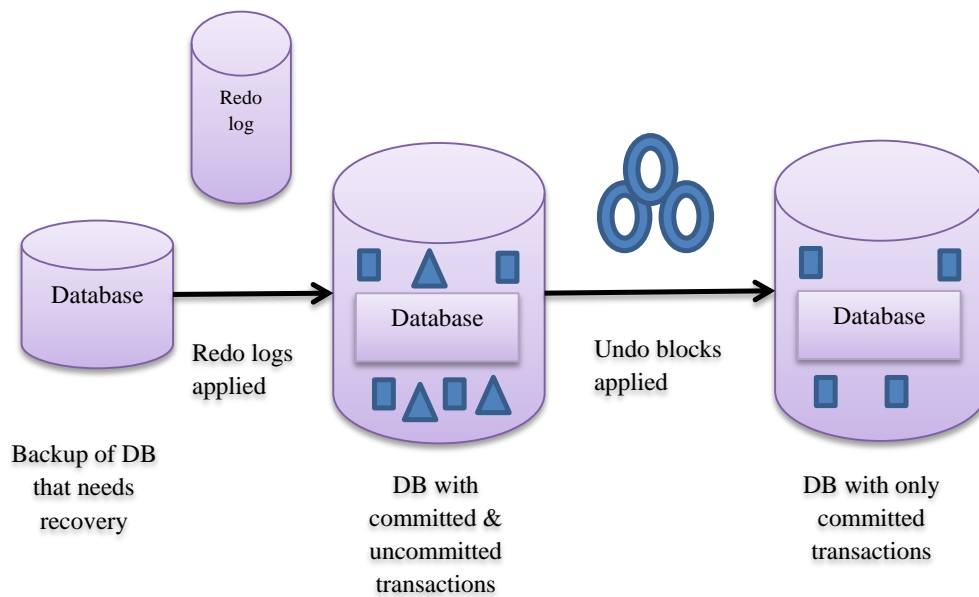 Redo
log
Database
Redo logs
applied
Backup of DB
that needs
recovery
Database
DB with
committed &
uncommitted
transactions
Undo blocks
applied
Database
DB with only
committed
transactions